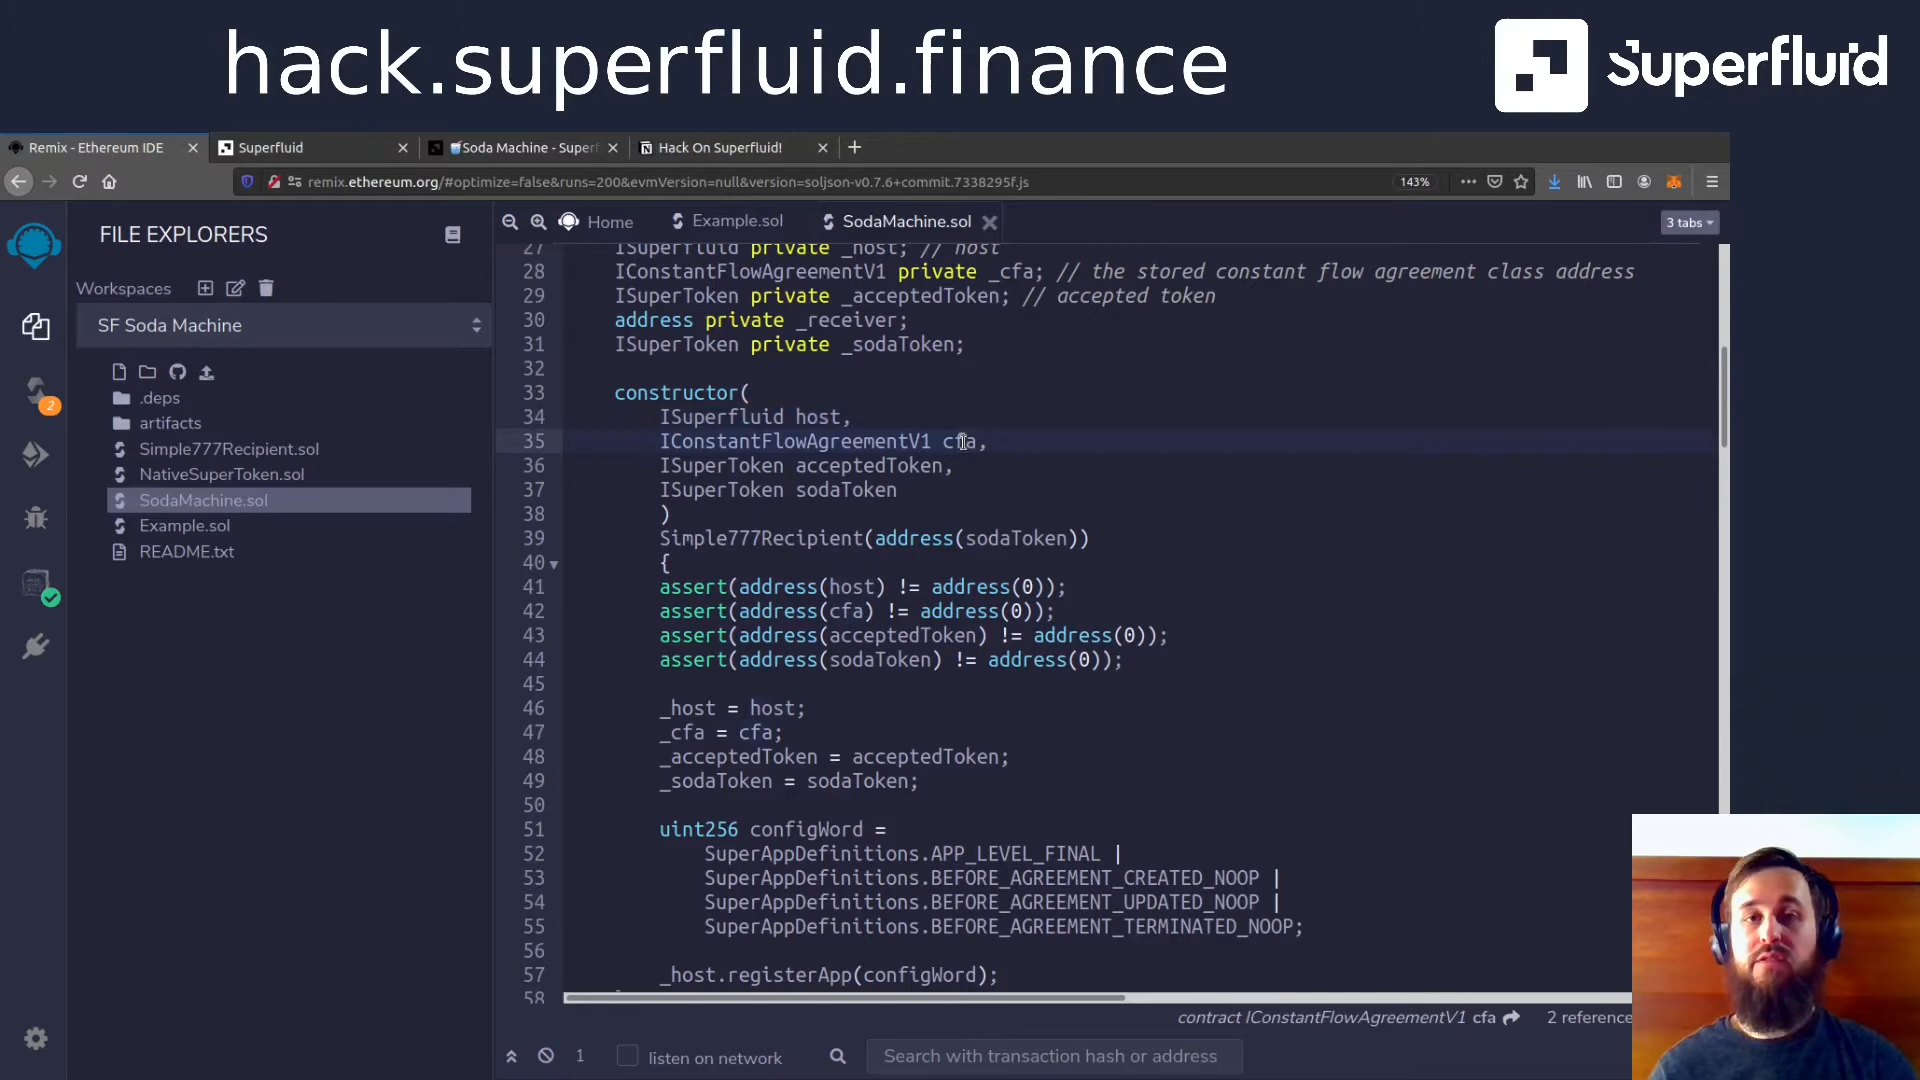 hack.superfluid.finance
Superfluid
Remix - Ethereum IDE
Superfluid
Soda Machine - Superf
Hack On Superfluid!
remix.ethereum.org/#optimize=false&runs=200&evmVersion=null&version=soljson-v0.7.6+commit.7338295f.js
143%
FILE EXPLORERS
Home
Example.sol
SodaMachine.sol
3 tabs
Workspaces
SF Soda Machine
.deps
artifacts
Simple777Recipient.sol
NativeSuperToken.sol
SodaMachine.sol
Example.sol
README.txt
2
27 ISuperfluid private _host; // host
28 IConstantFlowAgreementV1 private _cfa; // the stored constant flow agreement class address
29 ISuperToken private _acceptedToken; // accepted token
30 address private _receiver;
31 ISuperToken private _sodaToken;
32
33 constructor(
34 ISuperfluid host,
35 IConstantFlowAgreementV1 cfa,
36 ISuperToken acceptedToken,
37 ISuperToken sodaToken
38 )
39 Simple777Recipient(address(sodaToken))
40 {
41 assert(address(host) != address(0));
42 assert(address(cfa) != address(0));
43 assert(address(acceptedToken) != address(0));
44 assert(address(sodaToken) != address(0));
45
46 _host = host;
47 _cfa = cfa;
48 _acceptedToken = acceptedToken;
49 _sodaToken = sodaToken;
50
51 uint256 configWord =
52 SuperAppDefinitions.APP_LEVEL_FINAL |
53 SuperAppDefinitions.BEFORE_AGREEMENT_CREATED_NOOP |
54 SuperAppDefinitions.BEFORE_AGREEMENT_UPDATED_NOOP |
55 SuperAppDefinitions.BEFORE_AGREEMENT_TERMINATED_NOOP;
56
57 _host.registerApp(configWord);
58
contract IConstantFlowAgreementV1 cfa
2 reference
1
listen on network
Search with transaction hash or address